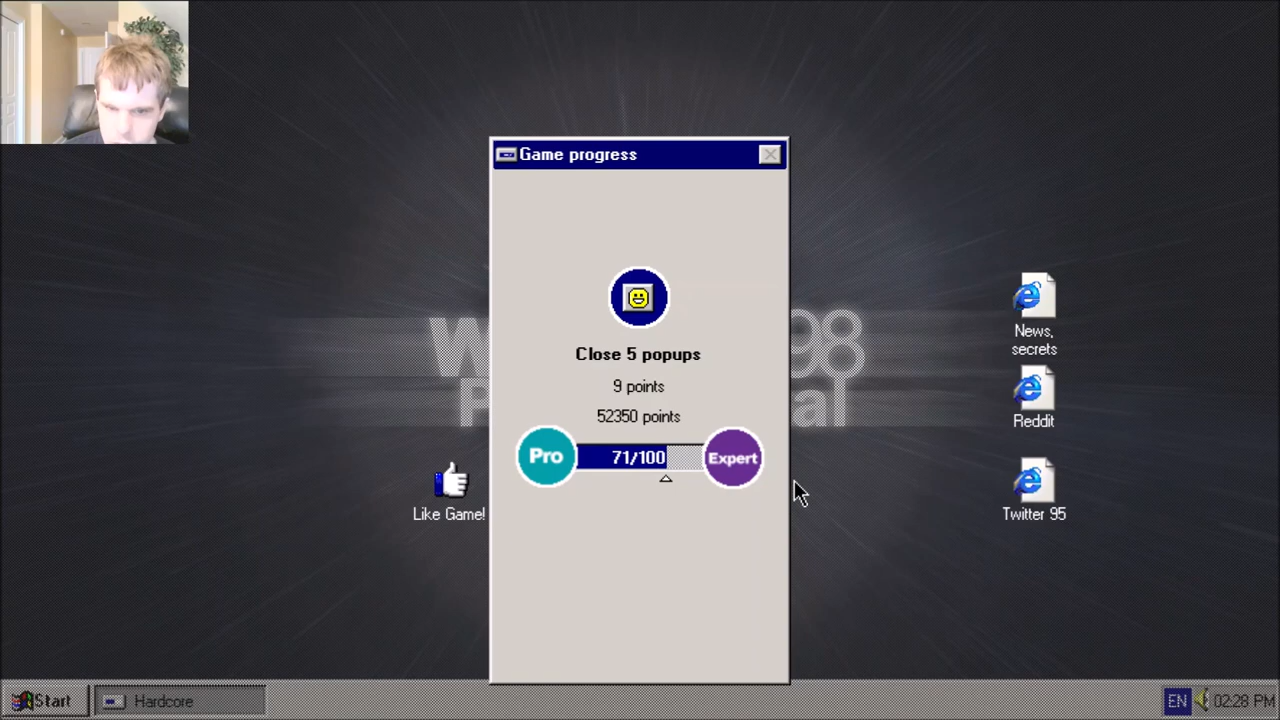 Game progress
Close 5 popups
9 points
52350 points
Pro
71/100
Expert
98
Like Game!
News,
secrets
Reddit
Twitter 95
Start
Hardcore
EN
02:28 PM